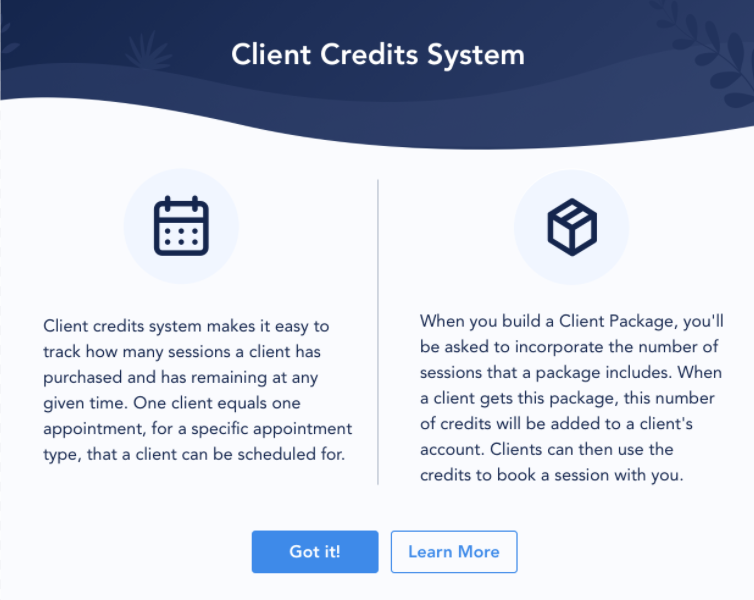 Client Credits System
Client credits system makes it easy to
track how many sessions a client has
purchased and has remaining at any
given time. One client equals one
appointment, for a specific appointment
type, that a client can be scheduled for.
When you build a Client Package, you'll
be asked to incorporate the number of
sessions that a package includes. When
a client gets this package, this number
of credits will be added to a client's
account. Clients can then use the
credits to book a session with you.
Got it!
Learn More